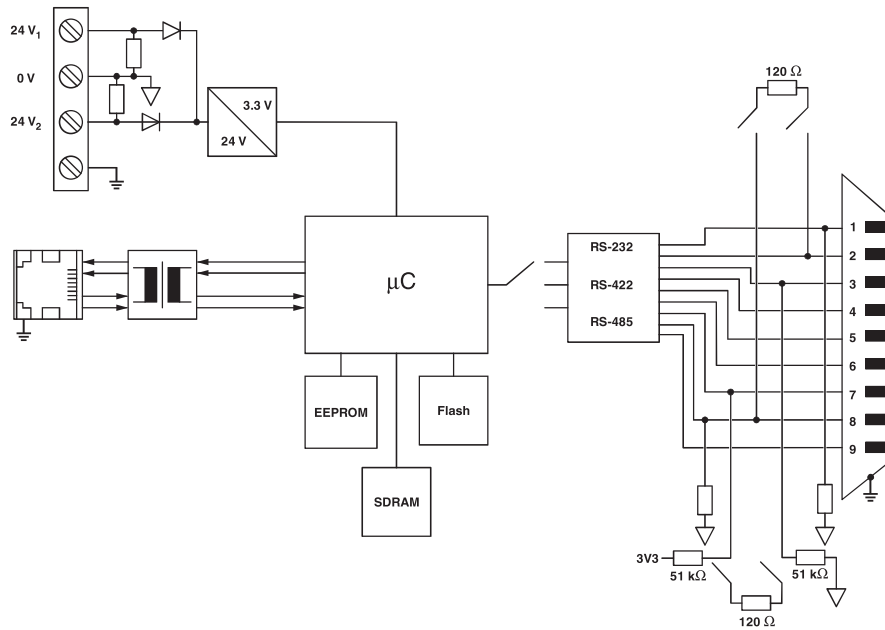 24 V1
0 V
24 V2
3.3 V
24 V
120 Ω
µC
RS-232
RS-422
RS-485
1
2
3
4
5
6
7
8
9
EEPROM
Flash
SDRAM
3V3
51 kΩ
51 kΩ
120 Ω